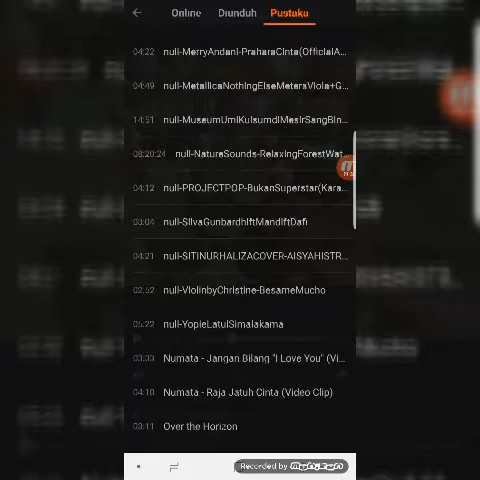 Online Diunduh Pustaka
04:22 null-MerryAndani-PraharaCinta(OfficialA...
04:49 null-MetallicaNothingElseMetersViola+G...
14:51 null-MuseumUmiKulsumdiMesirSangBin...
08:20:24 null-NatureSounds-RelaxingForestWat
04:12 null-PROJECTPOP-BukanSuperstar(Kara...
03:04 null-SilvaGunbardhiftMandiftDafi
04:21 null-SITINURHALIZACOVER-AISYAHISTR...
02:52 null-ViolinbyChristine-BesameMucho
05:22 null-YopieLatulSimalakama
03:33 Numata - Jangan Bilang "I Love You" (Vi...
04:10 Numata - Raja Jatuh Cinta (Video Clip)
03:11 Over the Horizon
Recorded by